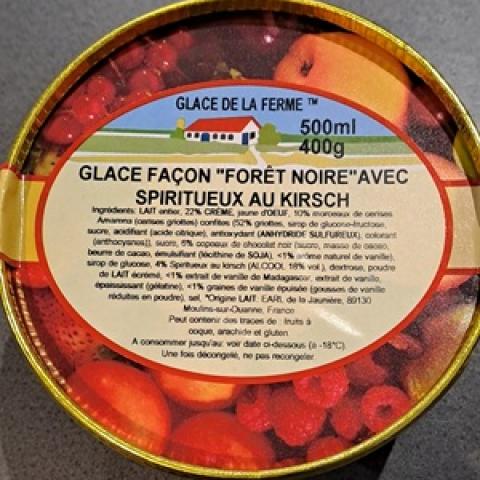 GLACE DE LA FERME ™
500ml
400g
GLACE FAÇON "FORÊT NOIRE"AVEC
SPIRITUEUX AU KIRSCH
Ingrédients: LAIT entier, 22% CRÈME, jaune d'OEUF, 10% morceaux de cerises
Amarena (cerises griottes) confites (52% griottes, sirop de glucose-fructose,
sucre, acidifiant (acide citrique), antioxydant (ANHYDRIDE SULFUREUX), colorant
(anthocyanes)), sucre, 6% copeaux de chocolat noir (sucre, masse de cacao,
beurre de cacao, émulsifiant (lécithine de SOJA), <1% arôme naturel de vanille),
sirop de glucose, 4% Spiritueux au kirsch (ALCOOL 18% vol.), dextrose, poudre
de LAIT écrémé, <1% extrait de vanille de Madagascar, extrait de vanille,
épaississant (gélatine), <1% graines de vanille épuisée (gousses de vanille
réduites en poudre), sel, *Origine LAIT: EARL de la Jaunière, 89130
Moulins-sur-Ouanne, France
Peut contenir des traces de : fruits à
coque, arachide et gluten.
A consommer jusqu'au: voir date ci-dessous (à -18°C).
Une fois décongelé, ne pas recongeler.